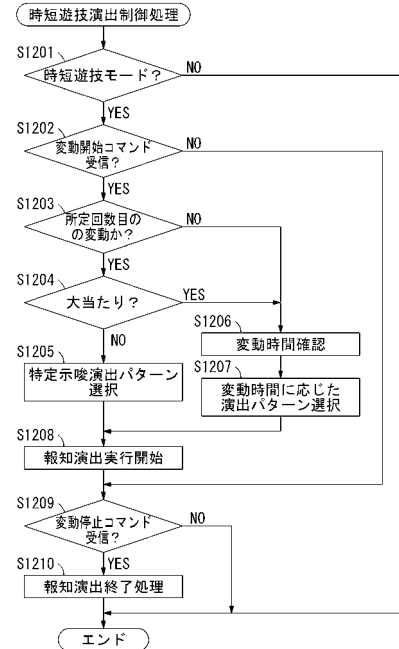 時短遊技演出制御処理
S1201
時短遊技モード？
NO
YES
S1202
変動開始コマンド
受信？
NO
YES
S1203
所定回数目の
の変動か？
NO
YES
S1204
大当たり？
YES
NO
S1206
変動時間確認
S1205
特定示唆演出パターン
選択
S1207
変動時間に応じた
演出パターン選択
S1208
報知演出実行開始
S1209
変動停止コマンド
受信？
NO
YES
S1210
報知演出終了処理
エンド